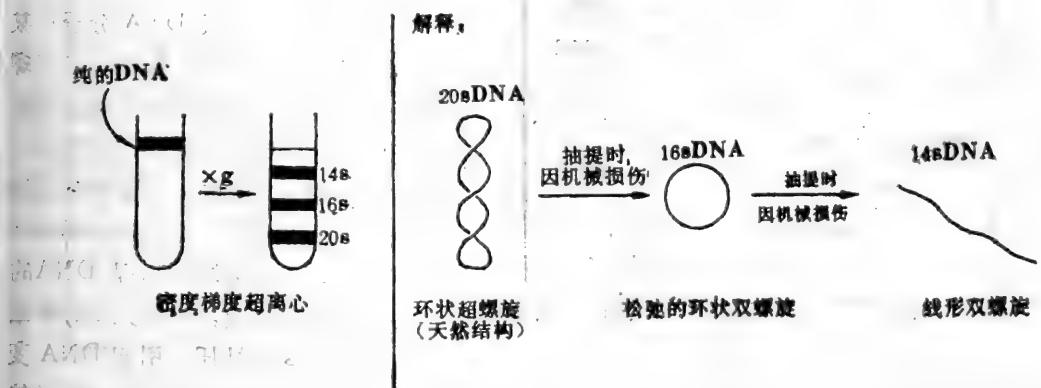 纯的DNA
×g
14s
16s
20s
密度梯度超离心
解释:
20sDNA
环状超螺旋
(天然结构)
抽提时,
因机械损伤
16sDNA
松弛的环状双螺旋
抽提时
因机械损伤
14sDNA
线形双螺旋